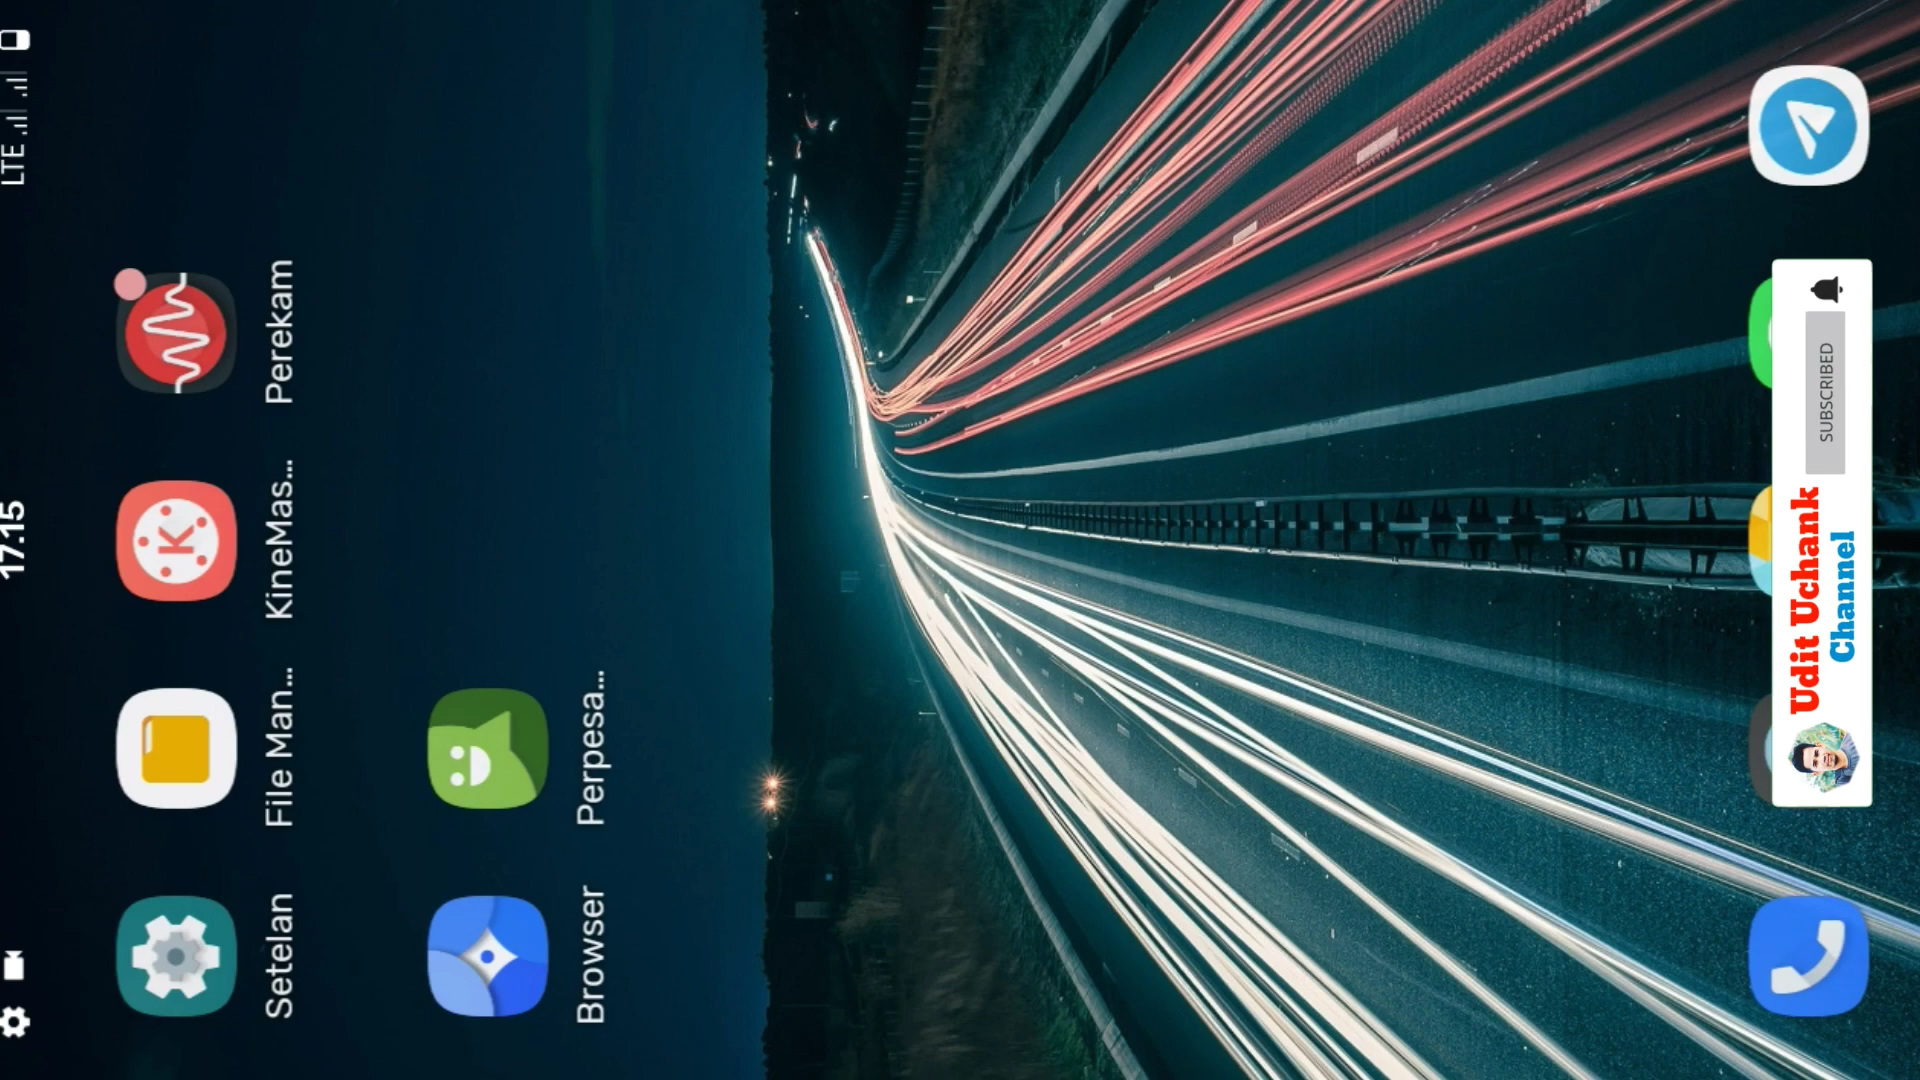 17.15
LTE
Setelan
File Man...
KineMas...
Perekam
Browser
Perpesa...
Udit Uchank
Channel
SUBSCRIBED